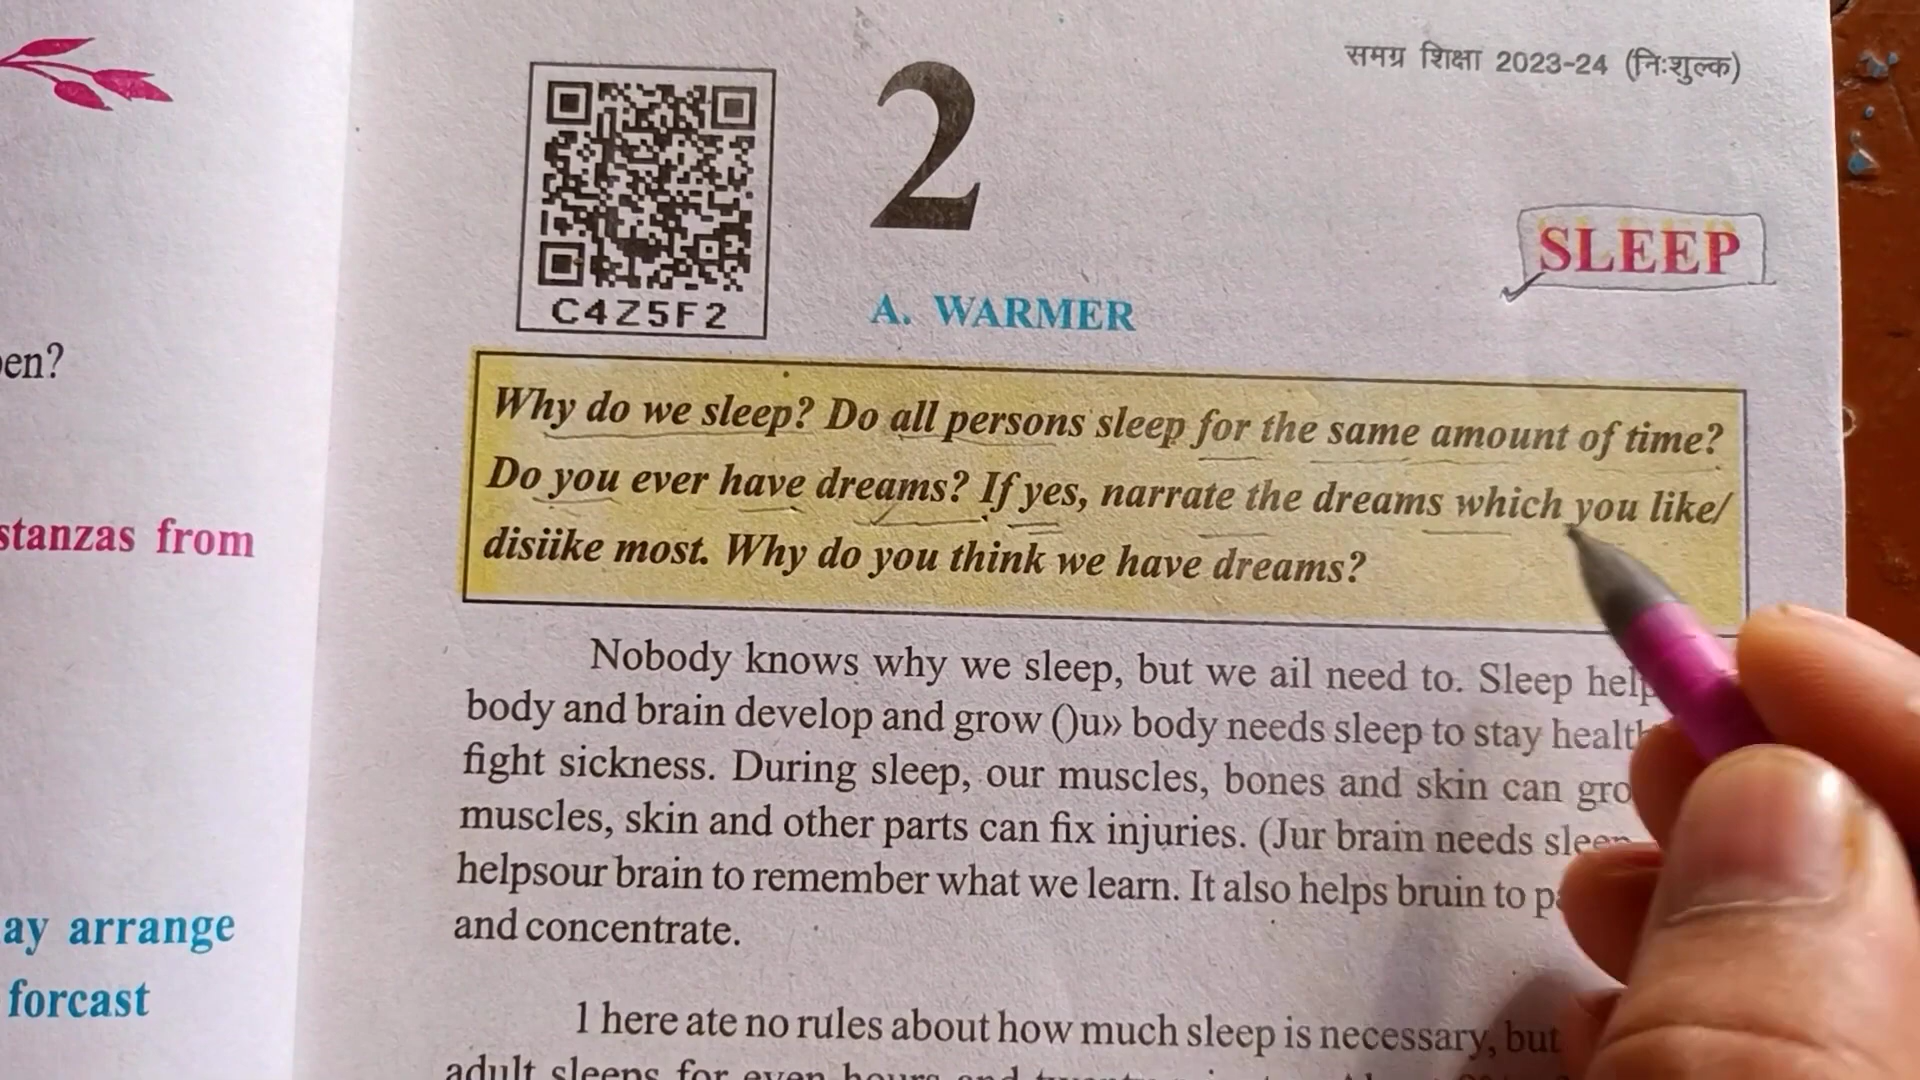 समग्र शिक्षा 2023-24 (निःशुल्क)
2
C4Z5F2
SLEEP
A. WARMER
Why do we sleep? Do all persons sleep for the same amount of time?
Do you ever have dreams? If yes, narrate the dreams which you like/
disiike most. Why do you think we have dreams?
Nobody knows why we sleep, but we ail need to. Sleep
body and brain develop and grow ()u» body needs sleep to stay
fight sickness. During sleep, our muscles, bones and skin can
muscles, skin and other parts can fix injuries. (Jur brain needs
helpsour brain to remember what we learn. It also helps bruin to
and concentrate.
1 here ate no rules about how much sleep is necessary, but
adult sleeps for even hours and
stanzas from
ay arrange
forcast